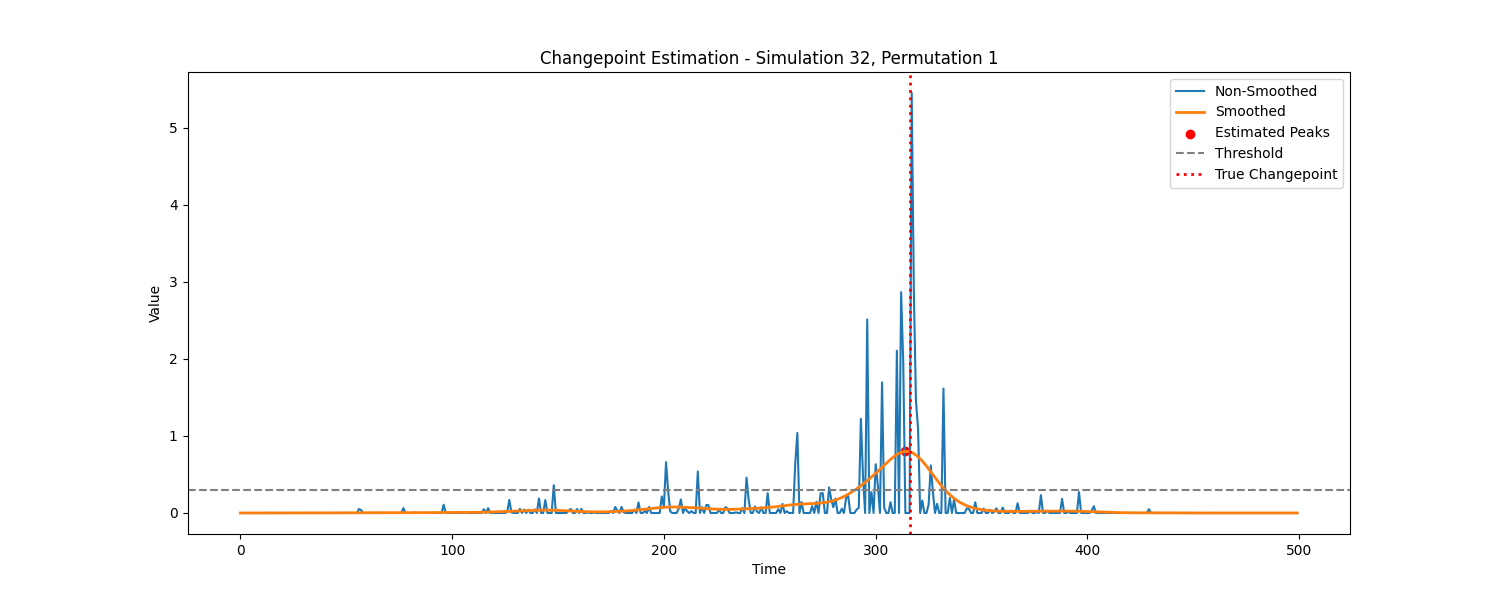 Changepoint Estimation - Simulation 32, Permutation 1
Non-Smoothed
Smoothed
Estimated Peaks
Threshold
True Changepoint
Value
5
4
3
2
1
0
0 100 200 300 400 500
Time